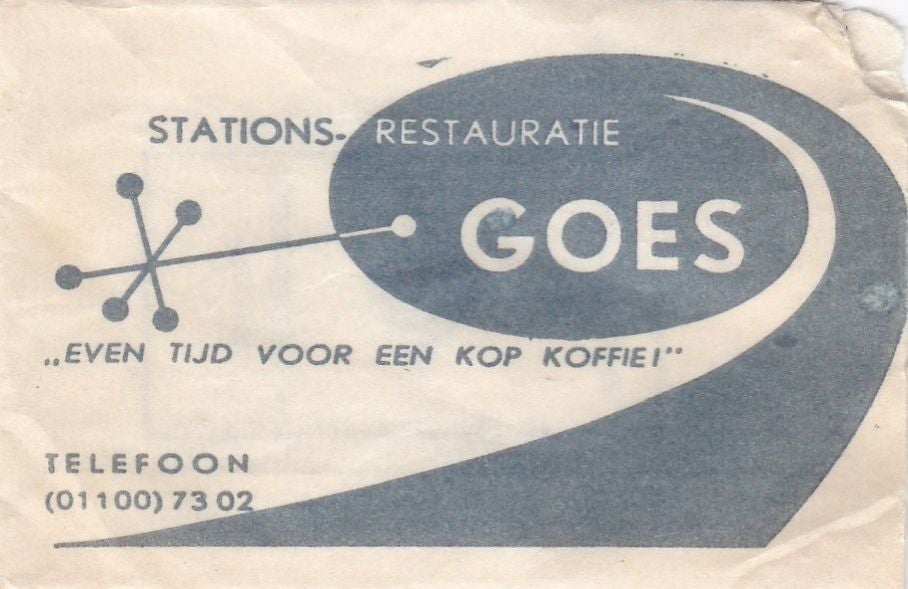 STATIONS- RESTAURATIE
GOES
„EVEN TIJD VOOR EEN KOP KOFFIE!”
TELEFOON
(01100) 73 02